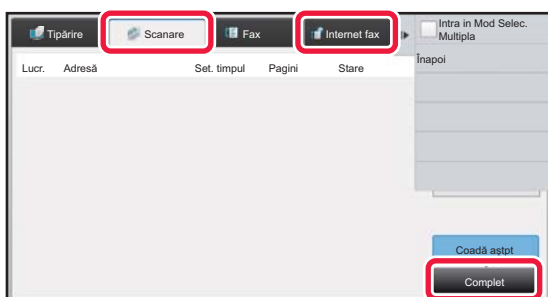 Tipărire
Scanare
Fax
Internet fax
Intra in Mod Selec.
Multipla
Lucr. Adresă Set. timpul Pagini Stare
Înapoi
Coadă aștpt
Complet